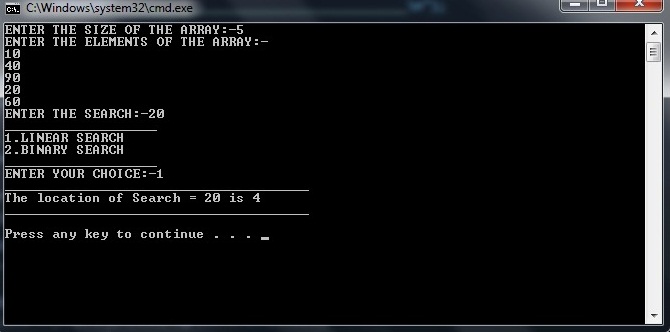 C:\Windows\system32\cmd.exe
ENTER THE SIZE OF THE ARRAY:-5
ENTER THE ELEMENTS OF THE ARRAY:-
10
40
90
20
60
ENTER THE SEARCH:-20
1.LINEAR SEARCH
2.BINARY SEARCH
ENTER YOUR CHOICE:-1
The location of Search = 20 is 4
Press any key to continue . . .